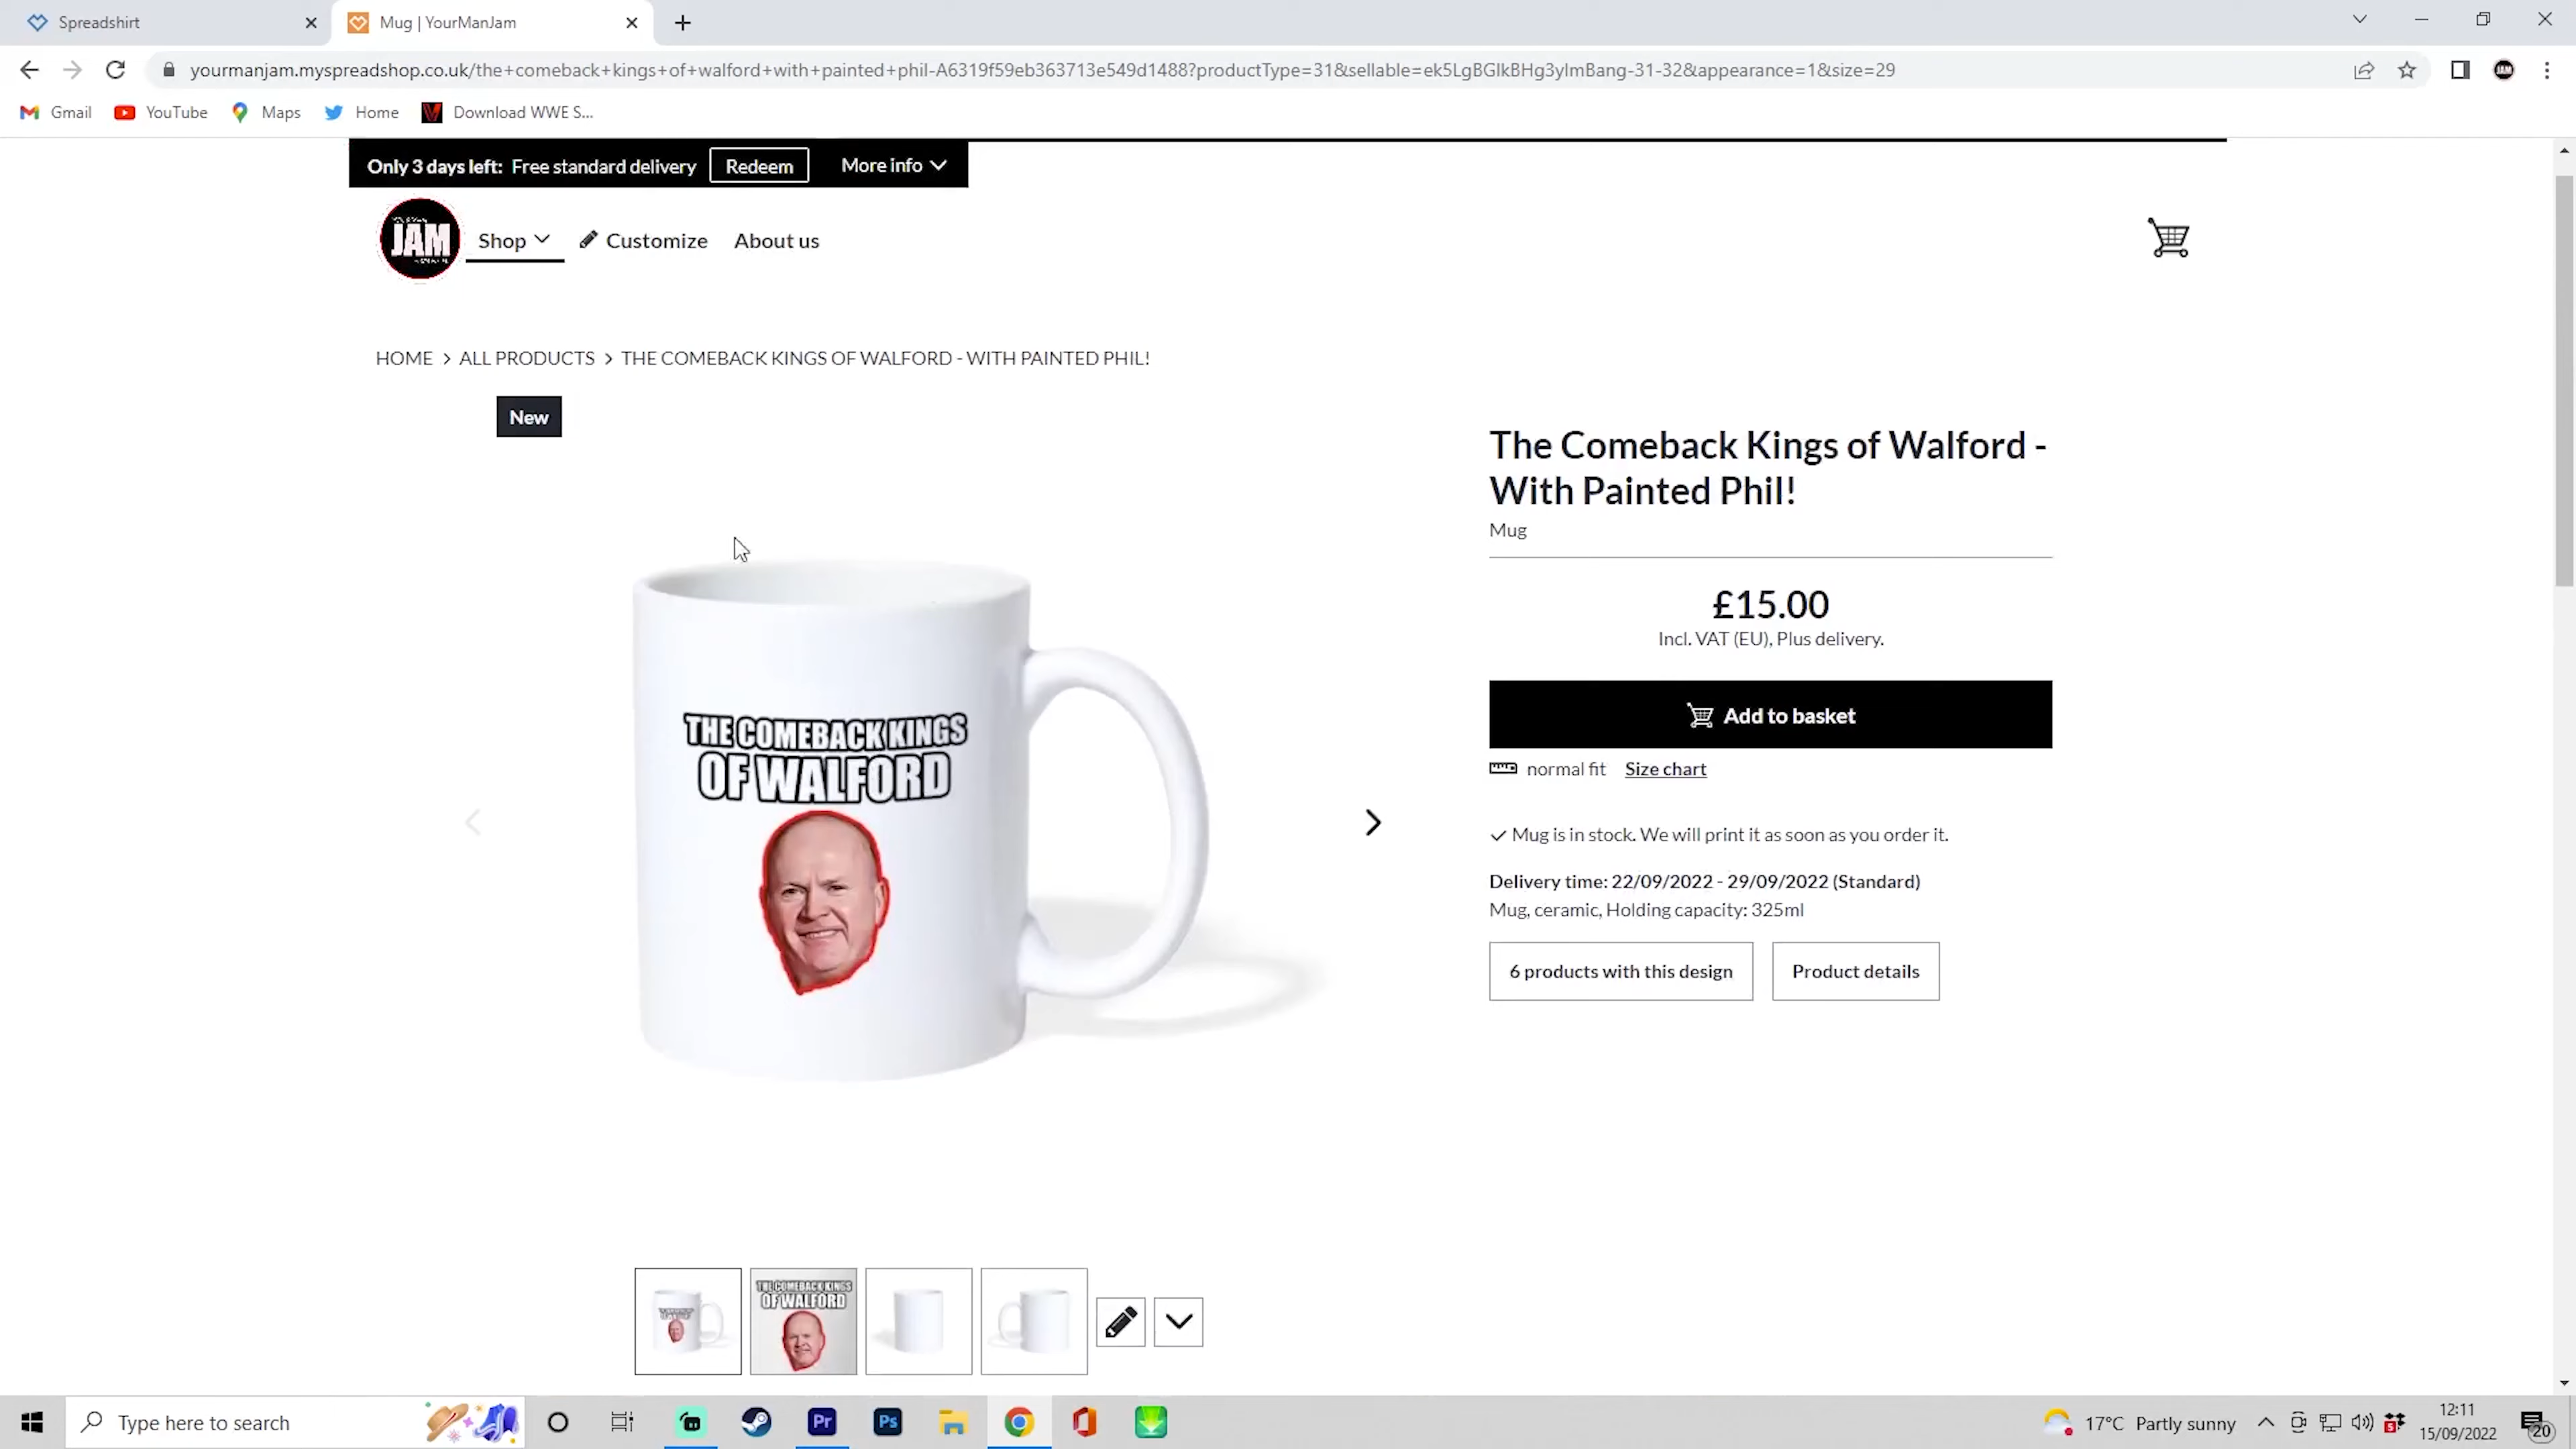 Spreadshirt
Mug | YourManJam
yourmanjam.myspreadshop.co.uk/the+comeback+kings+of+walford+with+painted+phil-A6319f59eb363713e549d1488?productType=31&sellable=ek5LgBGlkBHg3yImBang-31-32&appearance=1&size=29
Gmail YouTube Maps Home Download WWE S...
Only 3 days left: Free standard delivery Redeem More info
JAM Shop Customize About us
HOME > ALL PRODUCTS > THE COMEBACK KINGS OF WALFORD - WITH PAINTED PHIL!
New
THE COMEBACK KINGS
OF WALFORD
The Comeback Kings of Walford -
With Painted Phil!
Mug
£15.00
Incl. VAT (EU), Plus delivery.
Add to basket
normal fit Size chart
Mug is in stock. We will print it as soon as you order it.
Delivery time: 22/09/2022 - 29/09/2022 (Standard)
Mug, ceramic, Holding capacity: 325ml
6 products with this design Product details
THE COMEBACK KINGS
OF WALFORD
Type here to search
Pr Ps
17°C Partly sunny
12:11
15/09/2022
20